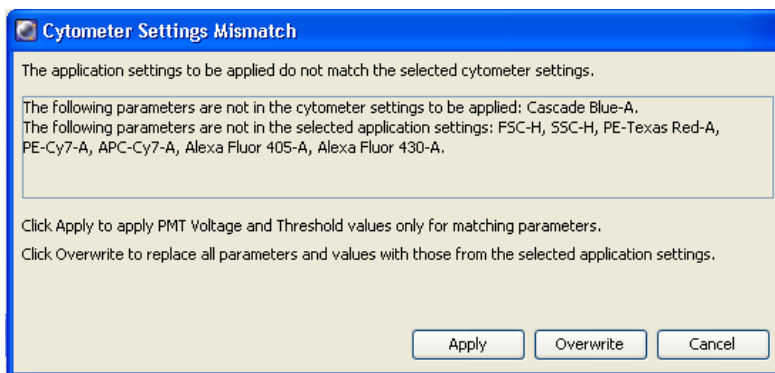 Cytometer Settings Mismatch
The application settings to be applied do not match the selected cytometer settings.
The following parameters are not in the cytometer settings to be applied: Cascade Blue-A.
The following parameters are not in the selected application settings: FSC-H, SSC-H, PE-Texas Red-A,
PE-Cy7-A, APC-Cy7-A, Alexa Fluor 405-A, Alexa Fluor 430-A.
Click Apply to apply PMT Voltage and Threshold values only for matching parameters.
Click Overwrite to replace all parameters and values with those from the selected application settings.
Apply Overwrite Cancel